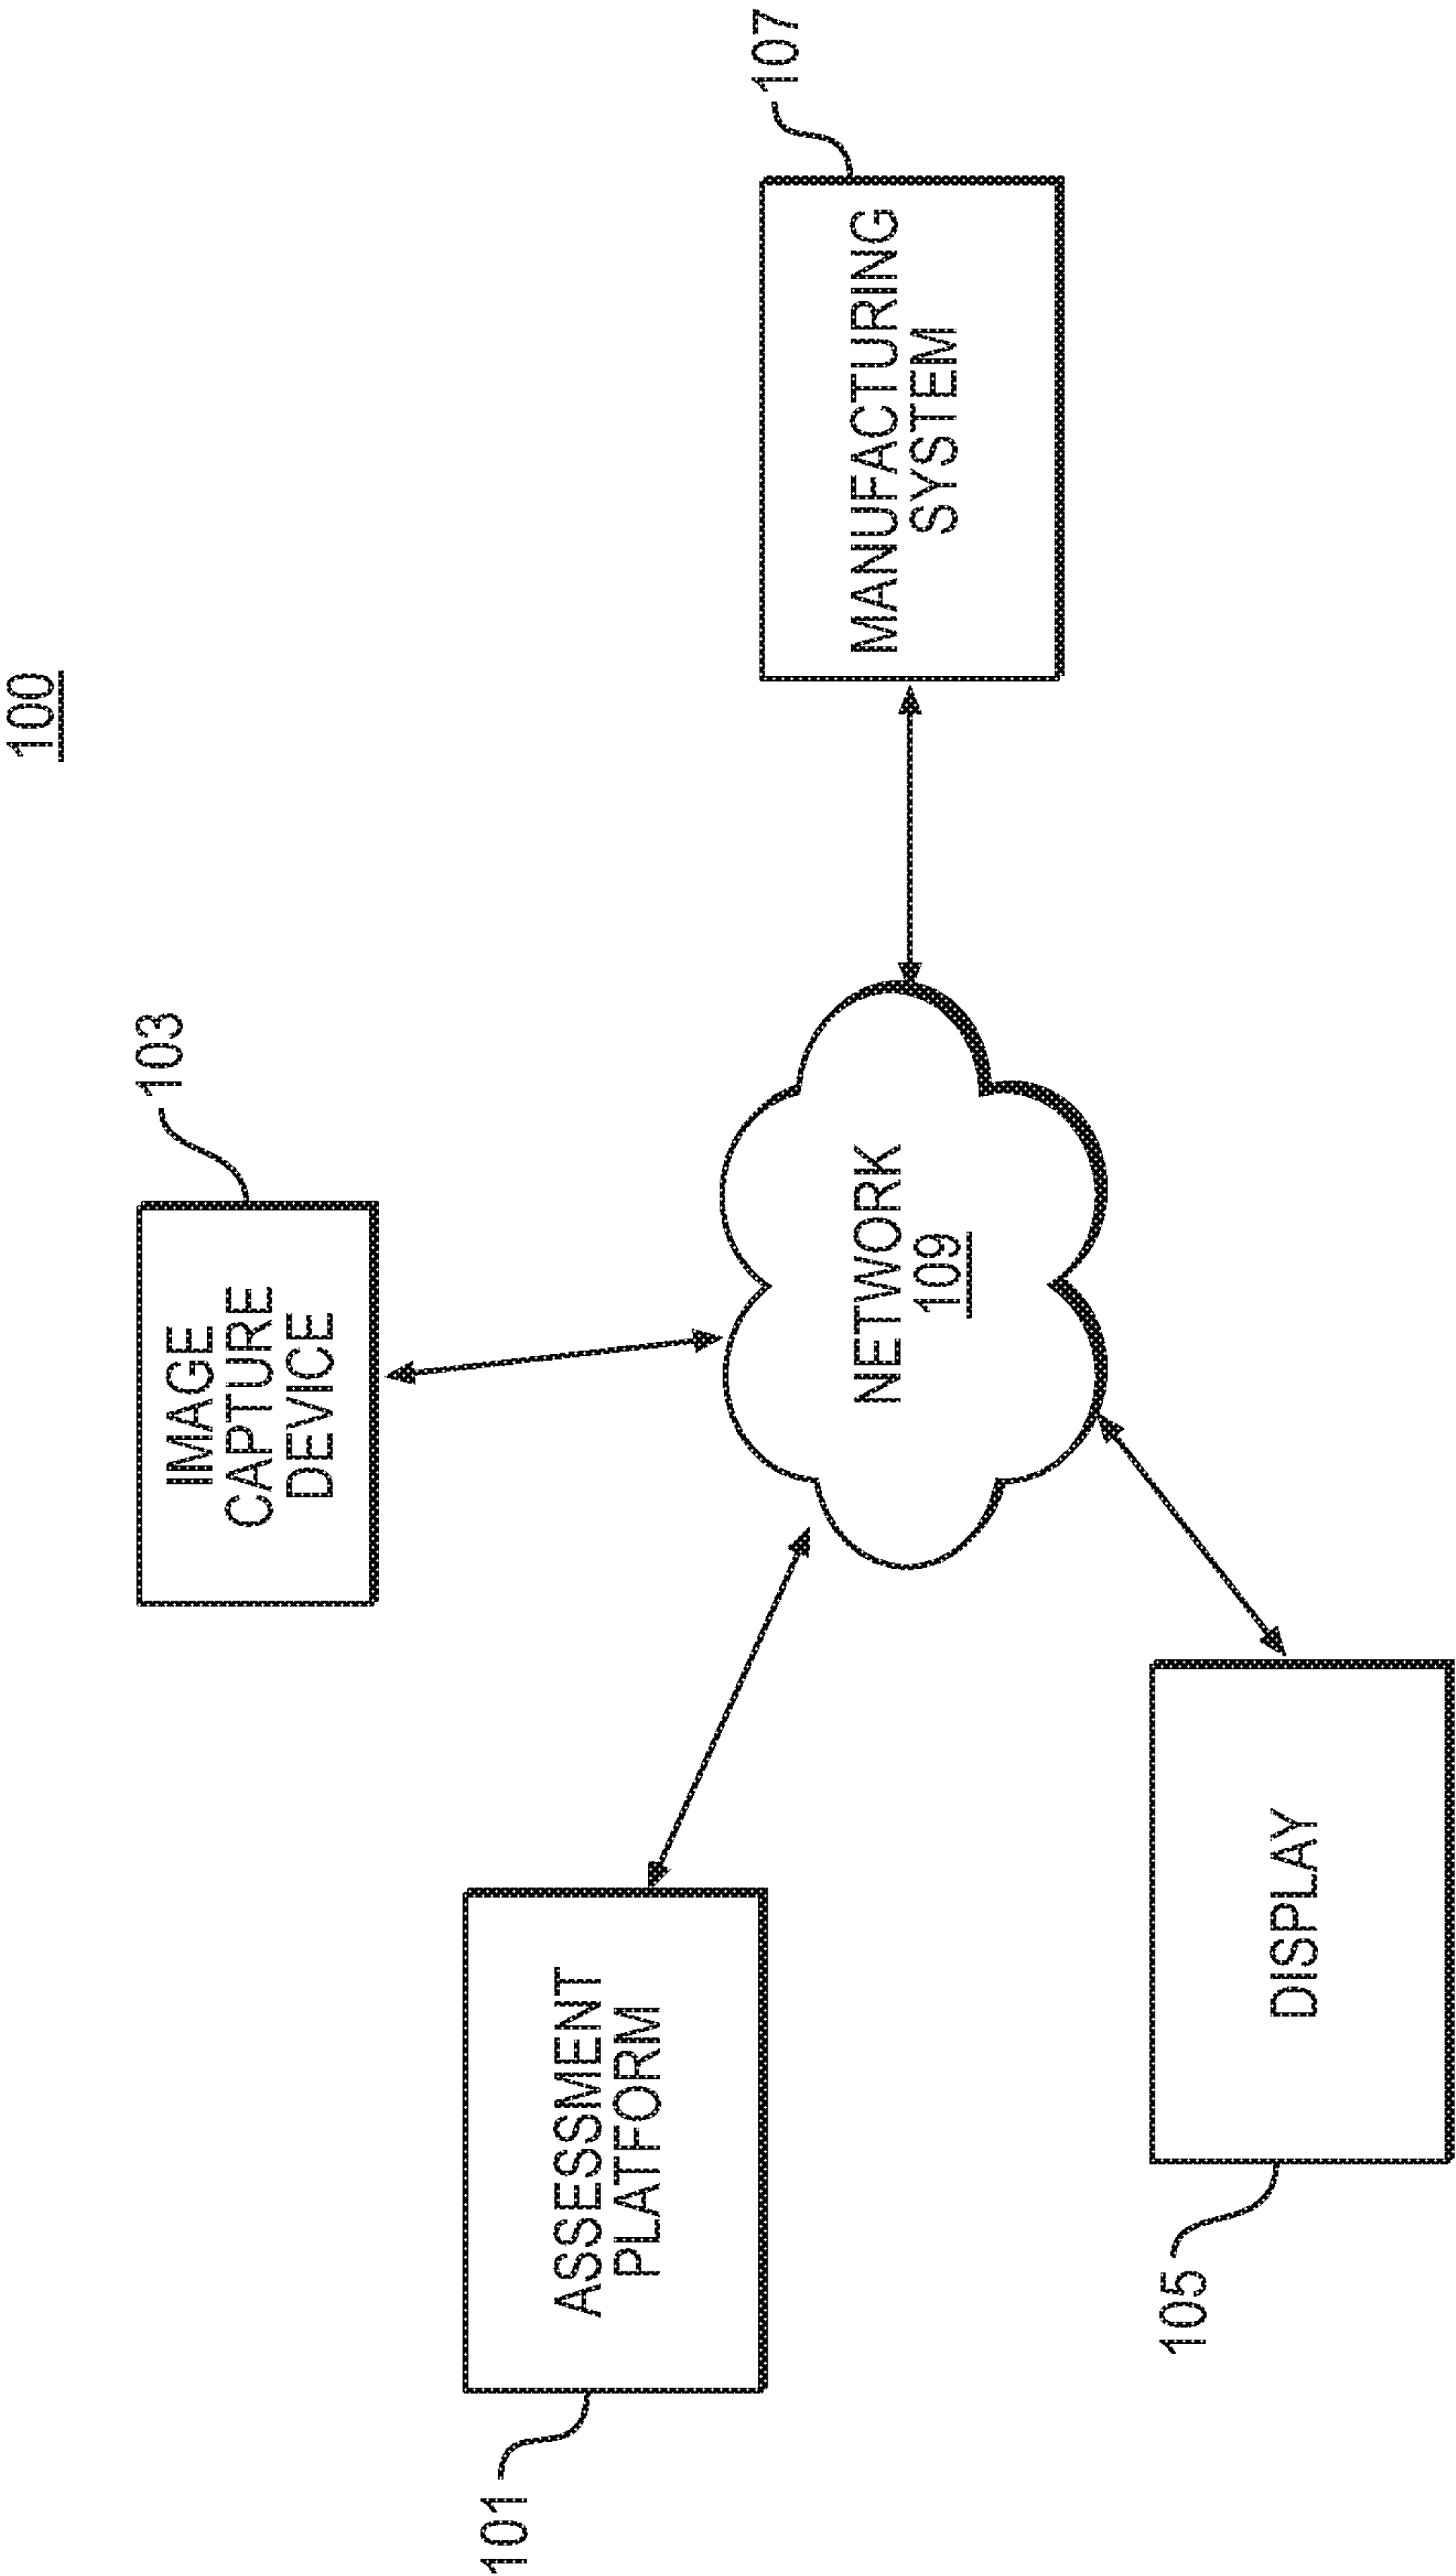 100
IMAGE
CAPTURE
DEVICE
103
ASSESSMENT
PLATFORM
101
NETWORK
109
MANUFACTURING
SYSTEM
107
DISPLAY
105